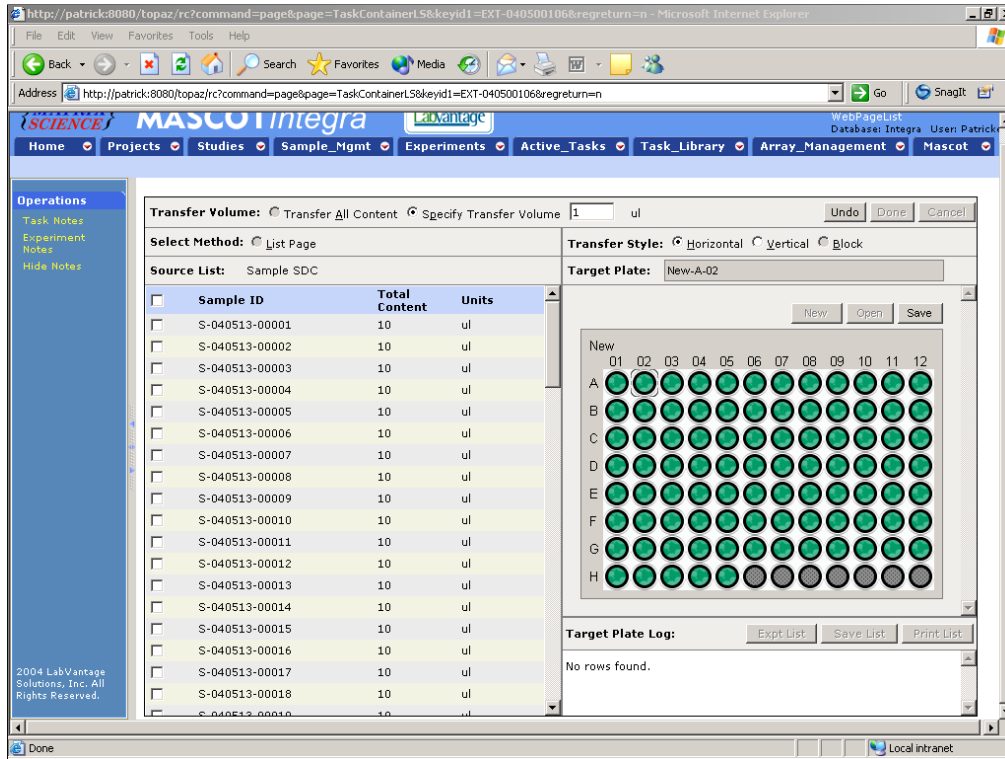 http://patrick:8080/topaz/rc?command=page&page=TaskContainerLS&keyid1=EXT-040500106&regreturn=n - Microsoft Internet Explorer
File Edit View Favorites Tools Help
Back Search Favorites Media
Address http://patrick:8080/topaz/rc?command=page&page=TaskContainerLS&keyid1=EXT-040500106&regreturn=n Go SnagIt
{SCIENCE} MASCOT integra Labvantage WebPageList
Database: Integra User: Patrick
Home Projects Studies Sample_Mgmt Experiments Active_Tasks Task_Library Array_Management Mascot
Operations
Task Notes
Experiment
Notes
Hide Notes
Transfer Volume: Transfer All Content Specify Transfer Volume 1 ul Undo Done Cancel
Select Method: List Page Transfer Style: Horizontal Vertical Block
Source List: Sample SDC Target Plate: New-A-02
Sample ID Total Content Units
S-040513-00001 10 ul
S-040513-00002 10 ul
S-040513-00003 10 ul
S-040513-00004 10 ul
S-040513-00005 10 ul
S-040513-00006 10 ul
S-040513-00007 10 ul
S-040513-00008 10 ul
S-040513-00009 10 ul
S-040513-00010 10 ul
S-040513-00011 10 ul
S-040513-00012 10 ul
S-040513-00013 10 ul
S-040513-00014 10 ul
S-040513-00015 10 ul
S-040513-00016 10 ul
S-040513-00017 10 ul
S-040513-00018 10 ul
New Open Save
New
01 02 03 04 05 06 07 08 09 10 11 12
A
B
C
D
E
F
G
H
Target Plate Log: Expt List Save List Print List
No rows found.
2004 LabVantage
Solutions, Inc. All
Rights Reserved.
Done Local intranet